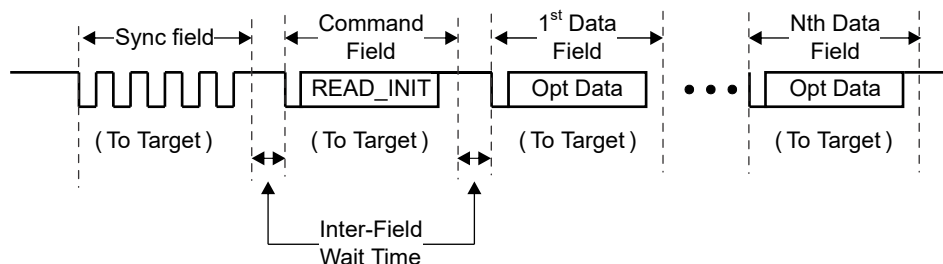 Sync field
Command
Field
1st Data
Field
Nth Data
Field
READ_INIT
Opt Data
Opt Data
(To Target)
(To Target)
(To Target)
(To Target)
Inter-Field
Wait Time